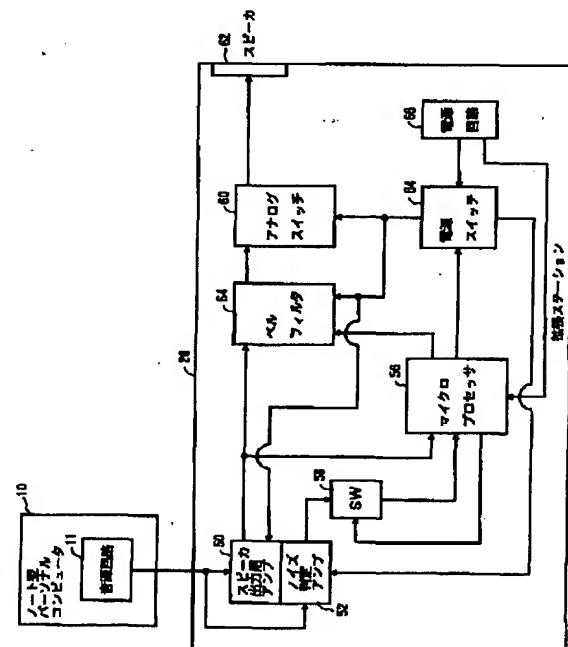 10
ノート型
パーソナル
コンピュータ
11
音源回路
28
50
スピーカ
出力用
アンプ
ノイズ
判定
アンプ
52
58
SW
64
ベル
フィルタ
56
マイクロ
プロセッサ
60
アナログ
スイッチ
64
電源
スイッチ
66
電源
回路
62
スピーカ
拡張ステーション